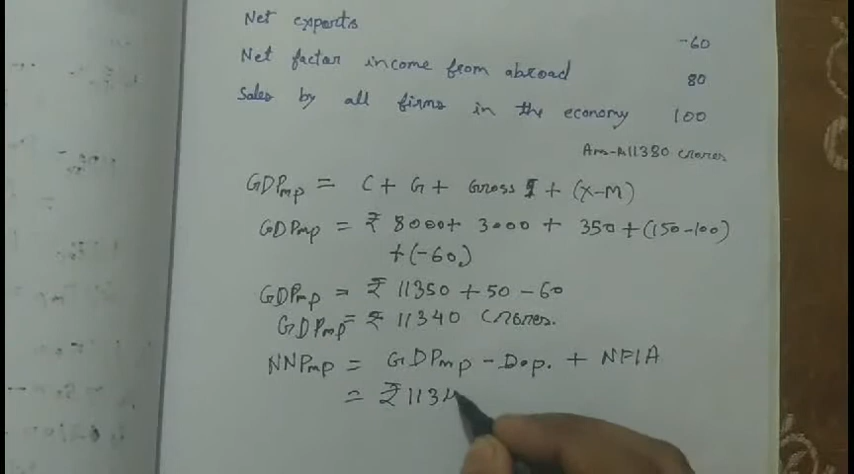 Net exports
-60
Net factor income from abroad
80
Sales by all firms in the economy 100
Ans-₹11380 crores
GDPmp = C + G + Gross I + (X-M)
GDPmp = ₹ 8000+ 3000 + 350 + (150-100)
+(-60)
GDPmp = ₹ 11350 + 50 - 60
GDPmp = ₹ 11340 Crores.
NNPmp = GDPmp - Dep. + NFIA
= ₹1134